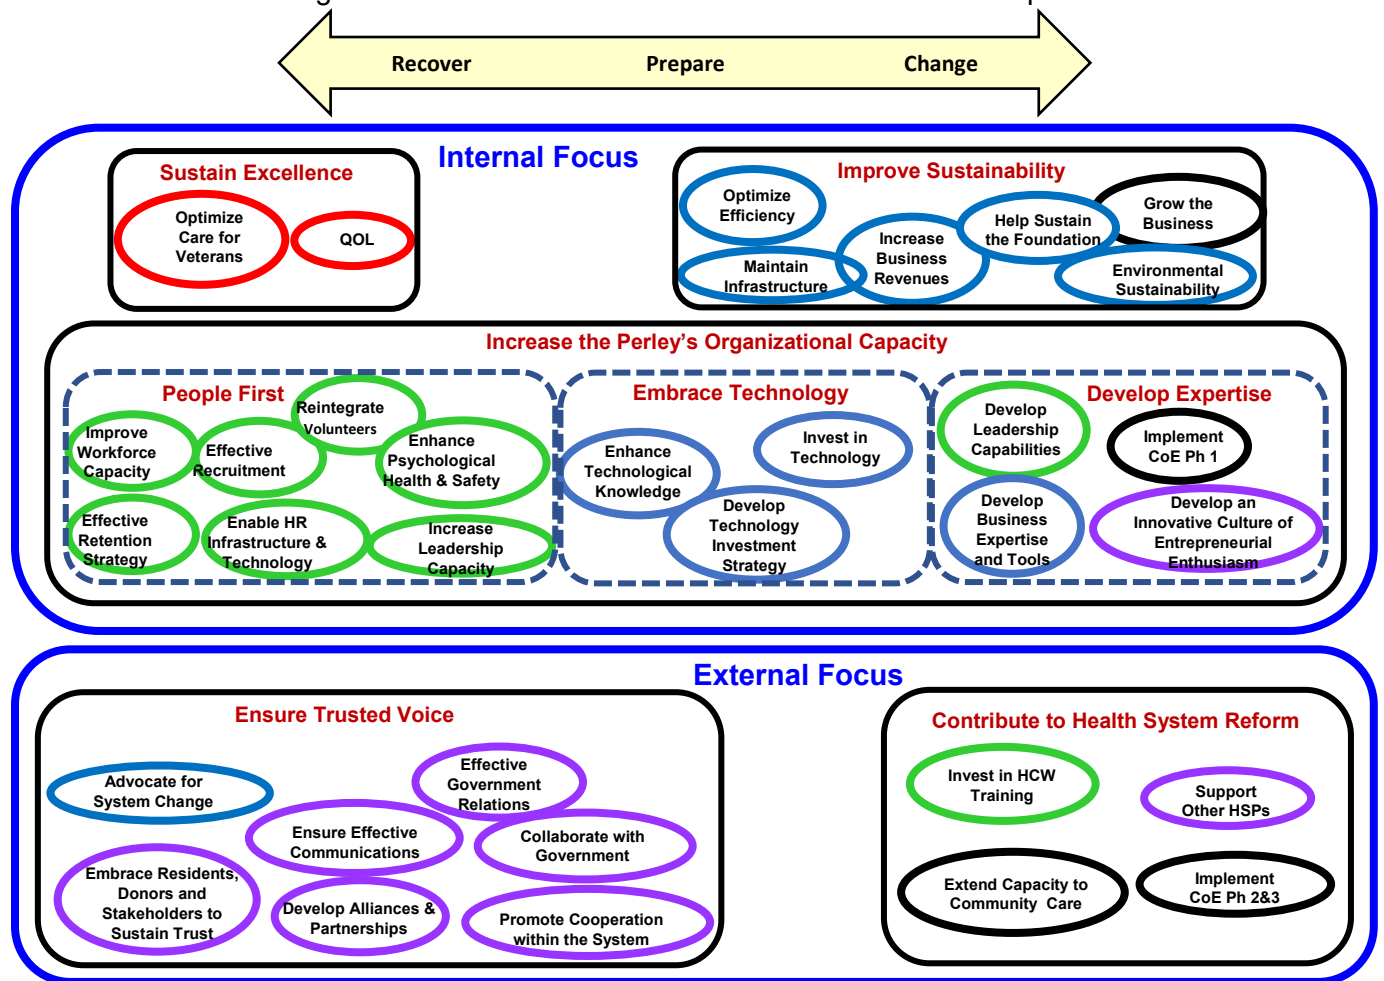 Recover Prepare Change
Internal Focus
Sustain Excellence
Optimize
Care for
Veterans
QOL
Improve Sustainability
Optimize
Efficiency
Maintain
Infrastructure
Increase
Business
Revenues
Help Sustain
the Foundation
Grow the
Business
Environmental
Sustainability
Increase the Perley's Organizational Capacity
People First
Improve
Workforce
Capacity
Effective
Recruitment
Reintegrate
Volunteers
Enhance
Psychological
Health & Safety
Effective
Retention
Strategy
Enable HR
Infrastructure &
Technology
Increase
Leadership
Capacity
Embrace Technology
Enhance
Technological
Knowledge
Invest in
Technology
Develop
Technology
Investment
Strategy
Develop Expertise
Develop
Leadership
Capabilities
Implement
CoE Ph 1
Develop
Business
Expertise
and Tools
Develop an
Innovative Culture of
Entrepreneurial
Enthusiasm
External Focus
Ensure Trusted Voice
Advocate for
System Change
Effective
Government
Relations
Ensure Effective
Communications
Collaborate with
Government
Embrace Residents,
Donors and
Stakeholders to
Sustain Trust
Develop Alliances &
Partnerships
Promote Cooperation
within the System
Contribute to Health System Reform
Invest in HCW
Training
Support
Other HSPs
Extend Capacity to
Community Care
Implement
CoE Ph 2&3